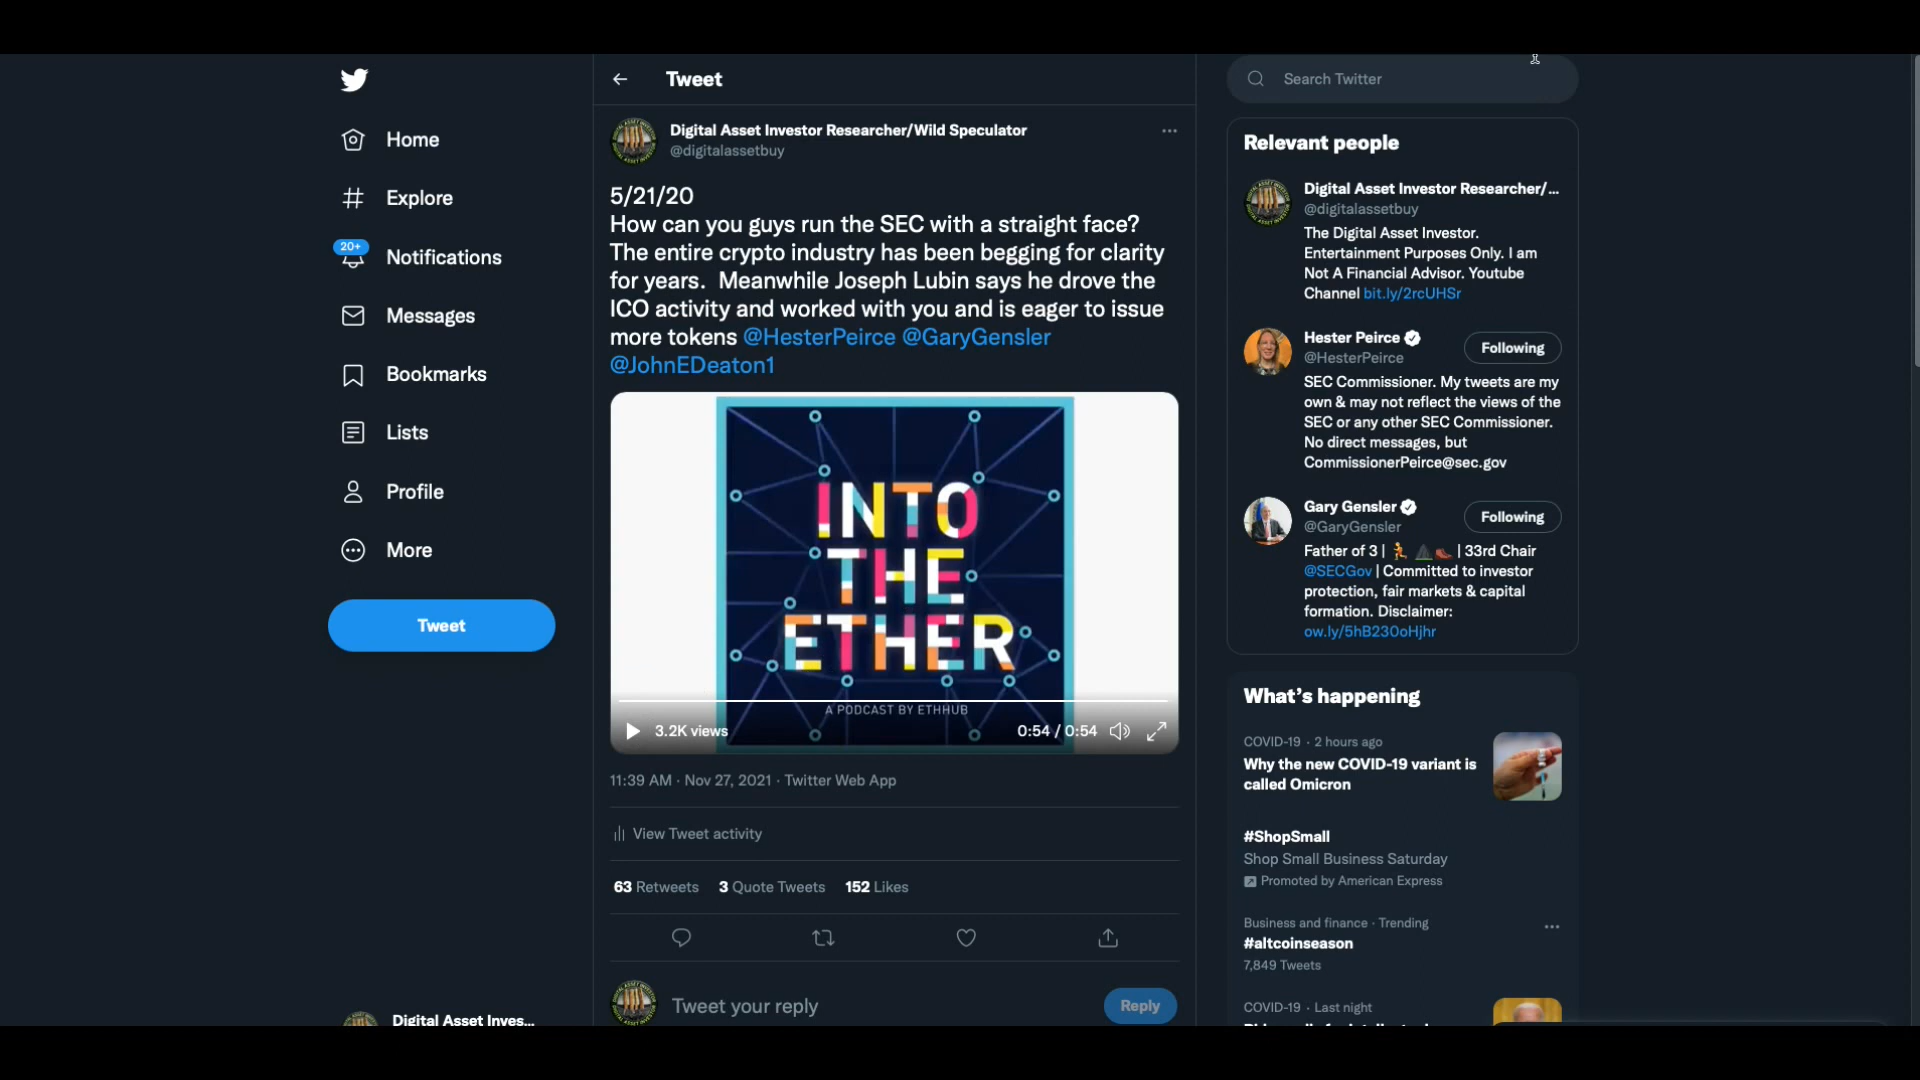 Home
Explore
20+
Notifications
Messages
Bookmarks
Lists
Profile
More
Tweet
Digital Asset Inves...
Tweet
Digital Asset Investor Researcher/Wild Speculator
@digitalassetbuy
5/21/20
How can you guys run the SEC with a straight face?
The entire crypto industry has been begging for clarity
for years.  Meanwhile Joseph Lubin says he drove the
ICO activity and worked with you and is eager to issue
more tokens @HesterPeirce @GaryGensler
@JohnEDeaton1
INTO
THE
ETHER
A PODCAST BY ETHHUB
3.2K views
0:54 / 0:54
11:39 AM · Nov 27, 2021 · Twitter Web App
View Tweet activity
63 Retweets 3 Quote Tweets 152 Likes
Tweet your reply
Reply
Search Twitter
Relevant people
Digital Asset Investor Researcher/...
@digitalassetbuy
The Digital Asset Investor.
Entertainment Purposes Only. I am
Not A Financial Advisor. Youtube
Channel bit.ly/2rcUHSr
Hester Peirce
@HesterPeirce
Following
SEC Commissioner. My tweets are my
own & may not reflect the views of the
SEC or any other SEC Commissioner.
No direct messages, but
CommissionerPeirce@sec.gov
Gary Gensler
@GaryGensler
Following
Father of 3 | | 33rd Chair
@SECGov | Committed to investor
protection, fair markets & capital
formation. Disclaimer:
ow.ly/5hB230oHjhr
What's happening
COVID-19 · 2 hours ago
Why the new COVID-19 variant is
called Omicron
#ShopSmall
Shop Small Business Saturday
Promoted by American Express
Business and finance · Trending
#altcoinseason
7,849 Tweets
COVID-19 · Last night